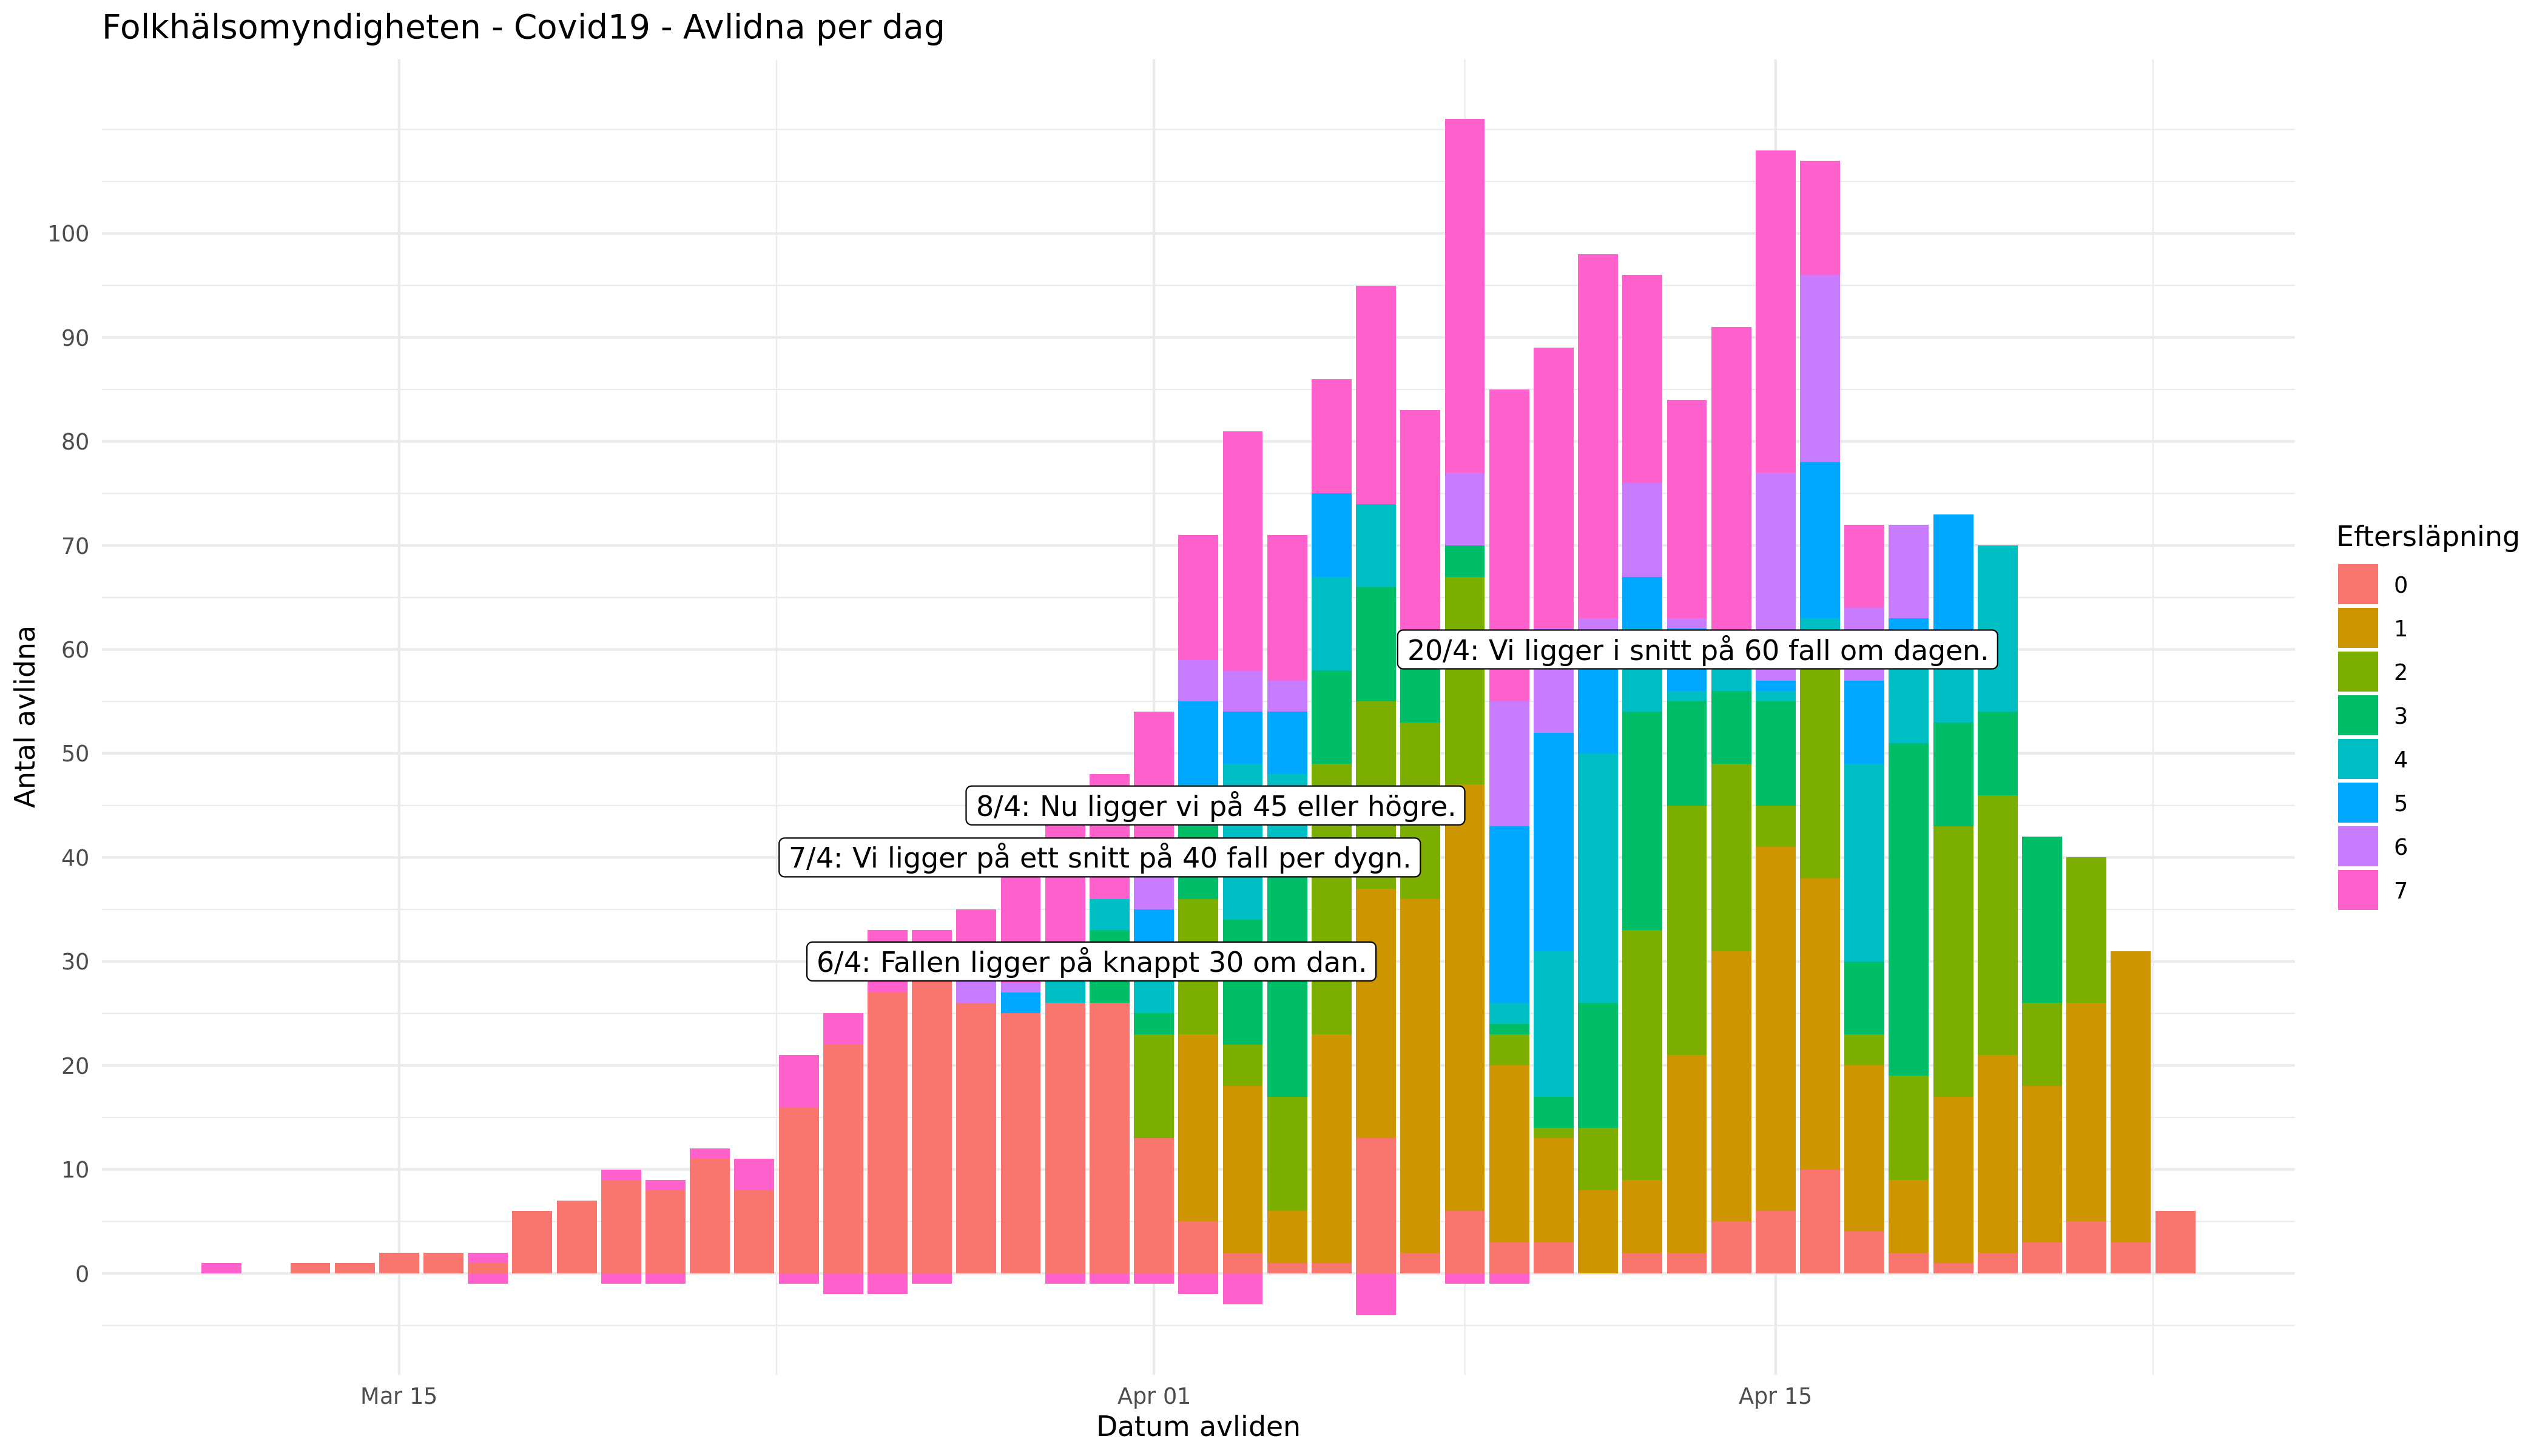 Folkhälsomyndigheten - Covid19 - Avlidna per dag
Antal avlidna
100
90
80
70
60
50
40
30
20
10
0
20/4: Vi ligger i snitt på 60 fall om dagen.
8/4: Nu ligger vi på 45 eller högre.
7/4: Vi ligger på ett snitt på 40 fall per dygn.
6/4: Fallen ligger på knappt 30 om dan.
Mar 15
Apr 01
Apr 15
Datum avliden
Eftersläpning
0
1
2
3
4
5
6
7